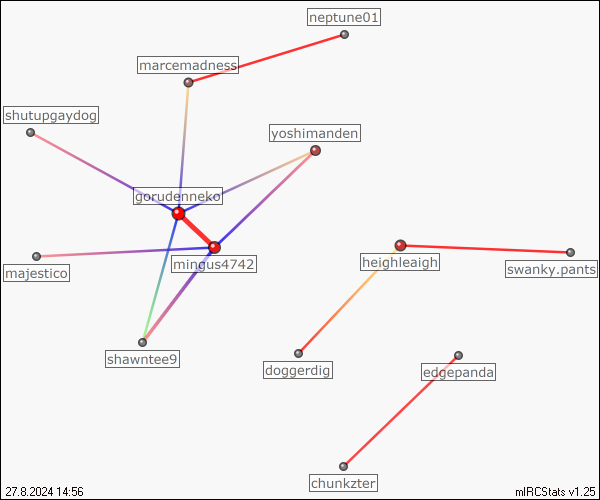 neptune01
marcemadness
shutupgaydog
yoshimanden
gorudenneko
mingus4742
heighleaigh
majestico
swanky.pants
shawntee9
doggerdig
edgepanda
chunkzter
27.8.2024 14:56
mIRCStats v1.25